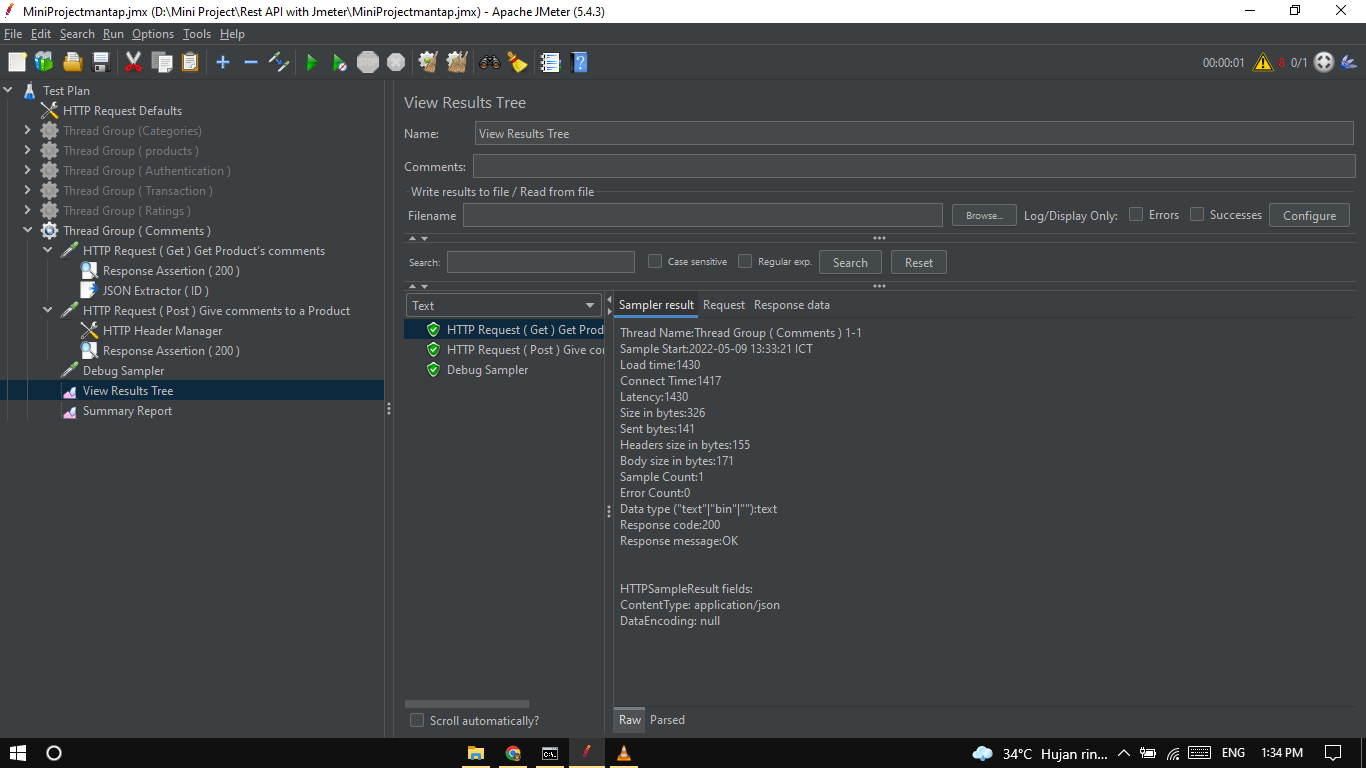 MiniProjectmantap.jmx (D:\Mini Project\Rest API with Jmeter\MiniProjectmantap.jmx) - Apache JMeter (5.4.3)
File Edit Search Run Options Tools Help
STOP
00:00:01 8 0/1
Test Plan
HTTP Request Defaults
Thread Group (Categories)
Thread Group ( products )
Thread Group ( Authentication )
Thread Group ( Transaction )
Thread Group ( Ratings )
Thread Group ( Comments )
HTTP Request ( Get ) Get Product's comments
Response Assertion ( 200 )
JSON Extractor ( ID )
HTTP Request ( Post ) Give comments to a Product
HTTP Header Manager
Response Assertion ( 200 )
Debug Sampler
View Results Tree
Summary Report
View Results Tree
Name: View Results Tree
Comments:
Write results to file / Read from file
Filename Browse... Log/Display Only: Errors Successes Configure
Search: Case sensitive Regular exp. Search Reset
Text
HTTP Request ( Get ) Get Prod
HTTP Request ( Post ) Give co
Debug Sampler
Scroll automatically?
Sampler result Request Response data
Thread Name:Thread Group ( Comments ) 1-1
Sample Start:2022-05-09 13:33:21 ICT
Load time:1430
Connect Time:1417
Latency:1430
Size in bytes:326
Sent bytes:141
Headers size in bytes:155
Body size in bytes:171
Sample Count:1
Error Count:0
Data type ("text"|"bin"|""):text
Response code:200
Response message:OK
HTTPSampleResult fields:
ContentType: application/json
DataEncoding: null
Raw Parsed
34°C Hujan rin... ENG 1:34 PM